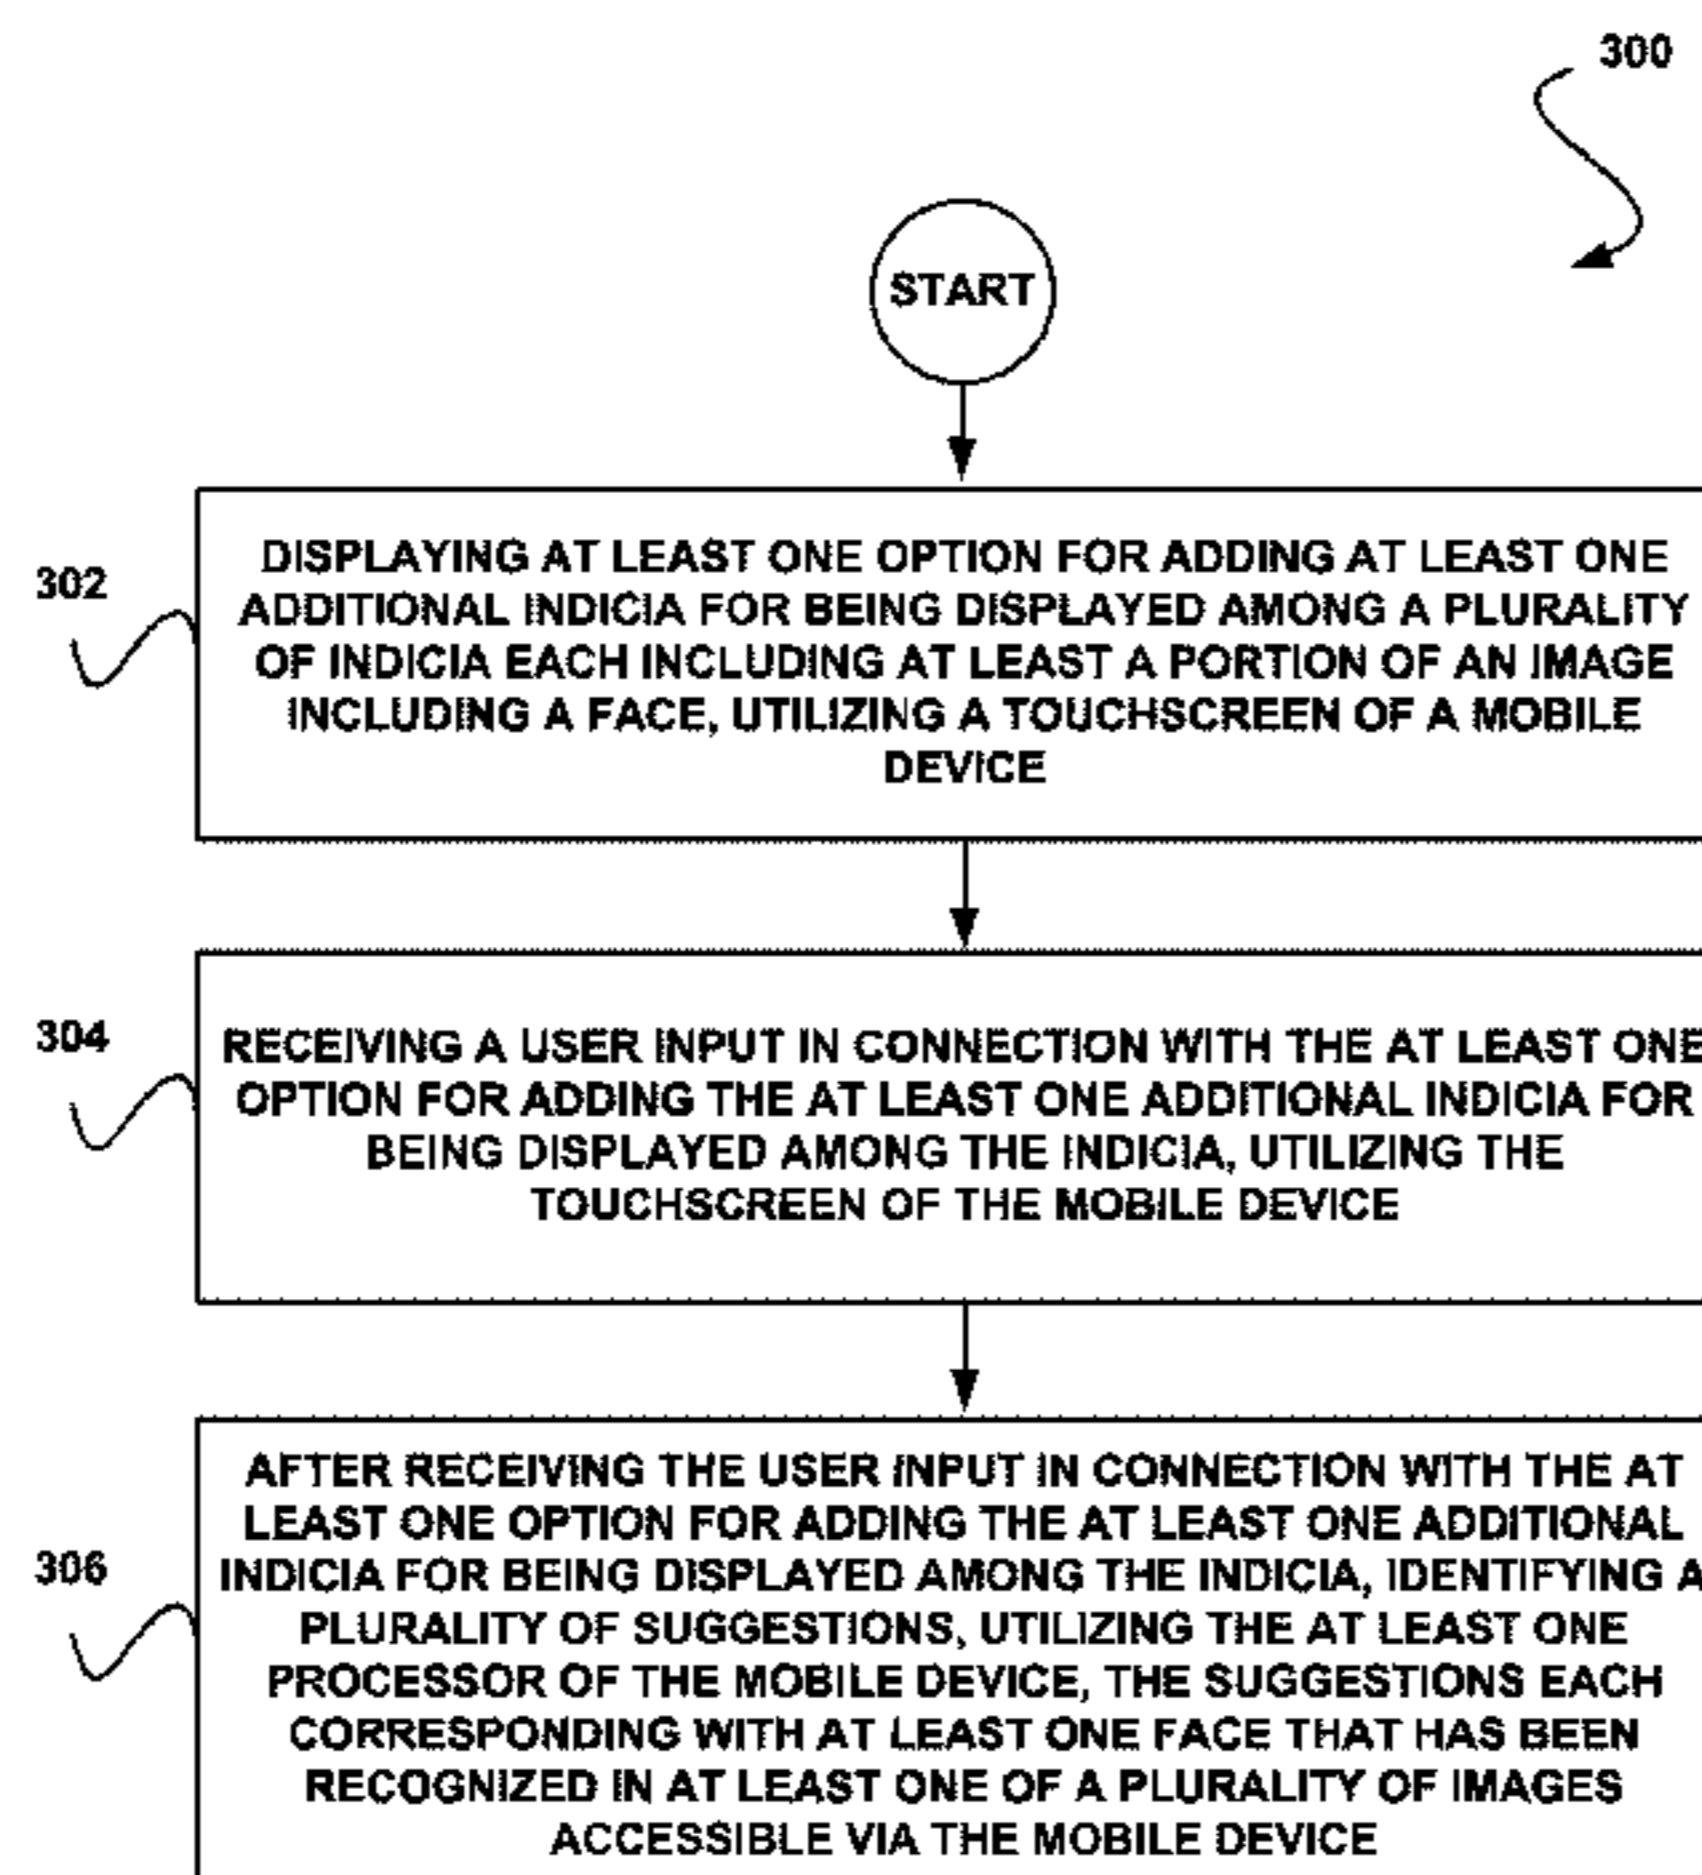 300
START
302
DISPLAYING AT LEAST ONE OPTION FOR ADDING AT LEAST ONE
ADDITIONAL INDICIA FOR BEING DISPLAYED AMONG A PLURALITY
OF INDICIA EACH INCLUDING AT LEAST A PORTION OF AN IMAGE
INCLUDING A FACE, UTILIZING A TOUCHSCREEN OF A MOBILE
DEVICE
304
RECEIVING A USER INPUT IN CONNECTION WITH THE AT LEAST ONE
OPTION FOR ADDING THE AT LEAST ONE ADDITIONAL INDICIA FOR
BEING DISPLAYED AMONG THE INDICIA, UTILIZING THE
TOUCHSCREEN OF THE MOBILE DEVICE
306
AFTER RECEIVING THE USER INPUT IN CONNECTION WITH THE AT
LEAST ONE OPTION FOR ADDING THE AT LEAST ONE ADDITIONAL
INDICIA FOR BEING DISPLAYED AMONG THE INDICIA, IDENTIFYING A
PLURALITY OF SUGGESTIONS, UTILIZING THE AT LEAST ONE
PROCESSOR OF THE MOBILE DEVICE, THE SUGGESTIONS EACH
CORRESPONDING WITH AT LEAST ONE FACE THAT HAS BEEN
RECOGNIZED IN AT LEAST ONE OF A PLURALITY OF IMAGES
ACCESSIBLE VIA THE MOBILE DEVICE